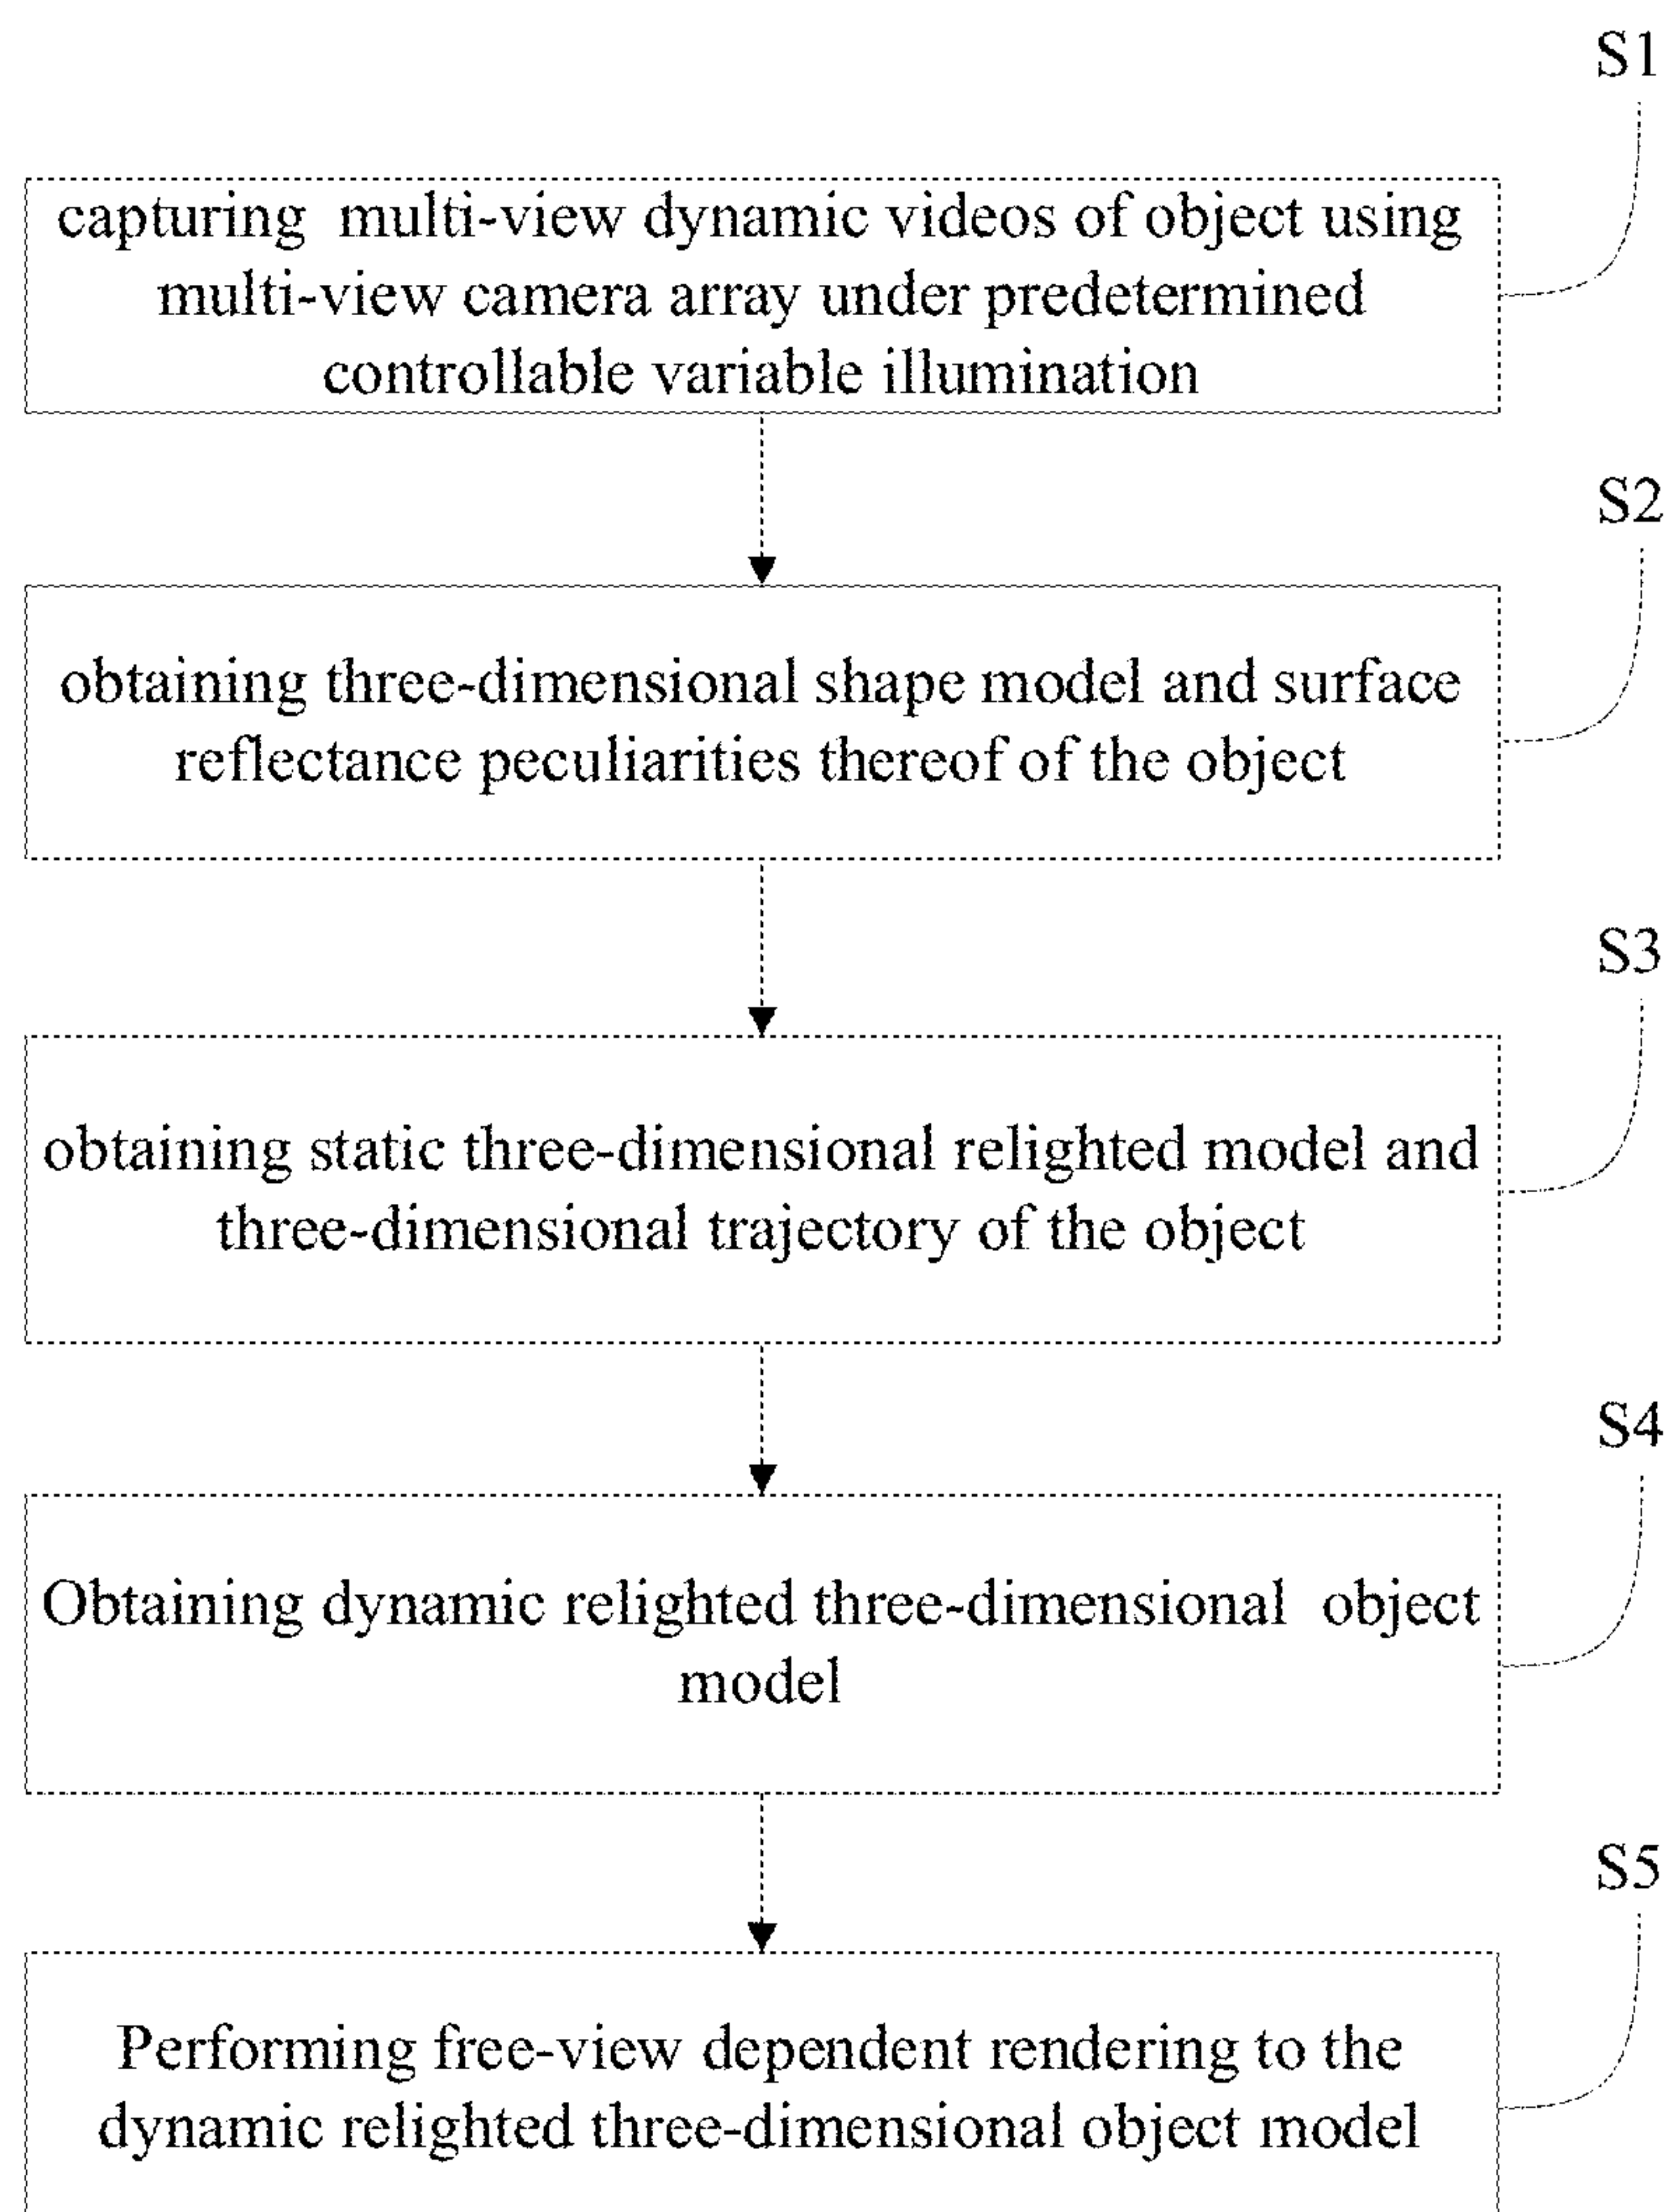 S1
capturing multi-view dynamic videos of object using
multi-view camera array under predetermined
controllable variable illumination
S2
obtaining three-dimensional shape model and surface
reflectance peculiarities thereof of the object
S3
obtaining static three-dimensional relighted model and
three-dimensional trajectory of the object
S4
Obtaining dynamic relighted three-dimensional object
model
S5
Performing free-view dependent rendering to the
dynamic relighted three-dimensional object model